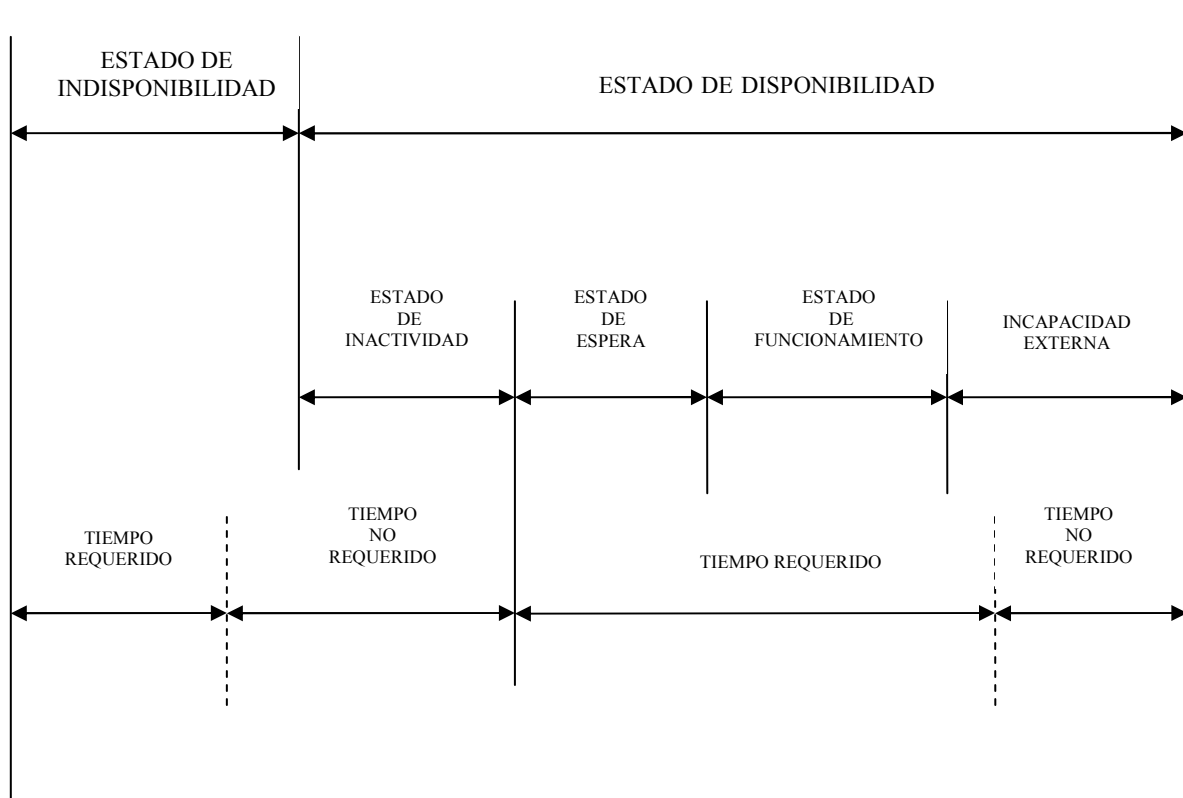 ESTADO DE
INDISPONIBILIDAD
ESTADO DE DISPONIBILIDAD
ESTADO
DE
INACTIVIDAD
ESTADO
DE
ESPERA
ESTADO
DE
FUNCIONAMIENTO
INCAPACIDAD
EXTERNA
TIEMPO
REQUERIDO
TIEMPO
NO
REQUERIDO
TIEMPO REQUERIDO
TIEMPO
NO
REQUERIDO